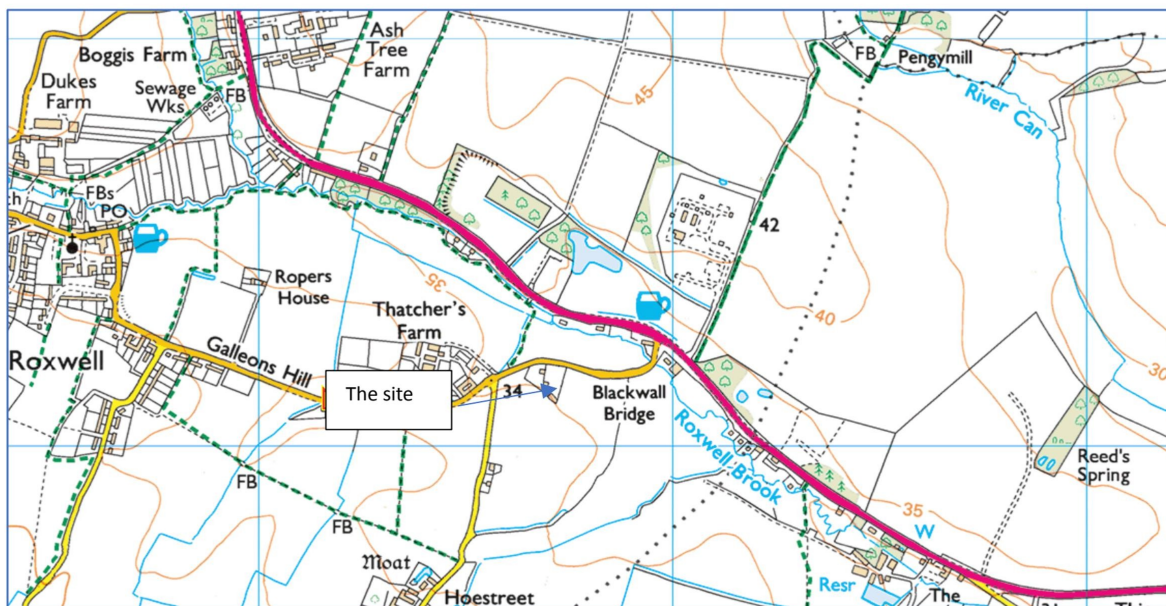 Boggis Farm
Ash
Tree
Farm
FB
Pengymill
River Can
Dukes
Farm
Sewage
Wks
FB
45
FBs
PO
42
Ropers
House
35
40
Thatcher's
Farm
Roxwell
Galleons Hill
30
The site
34
Blackwall
Bridge
Roxwell Brook
Reed's
Spring
FB
FB
35
W
Moat
Resr
The
Hoestreet